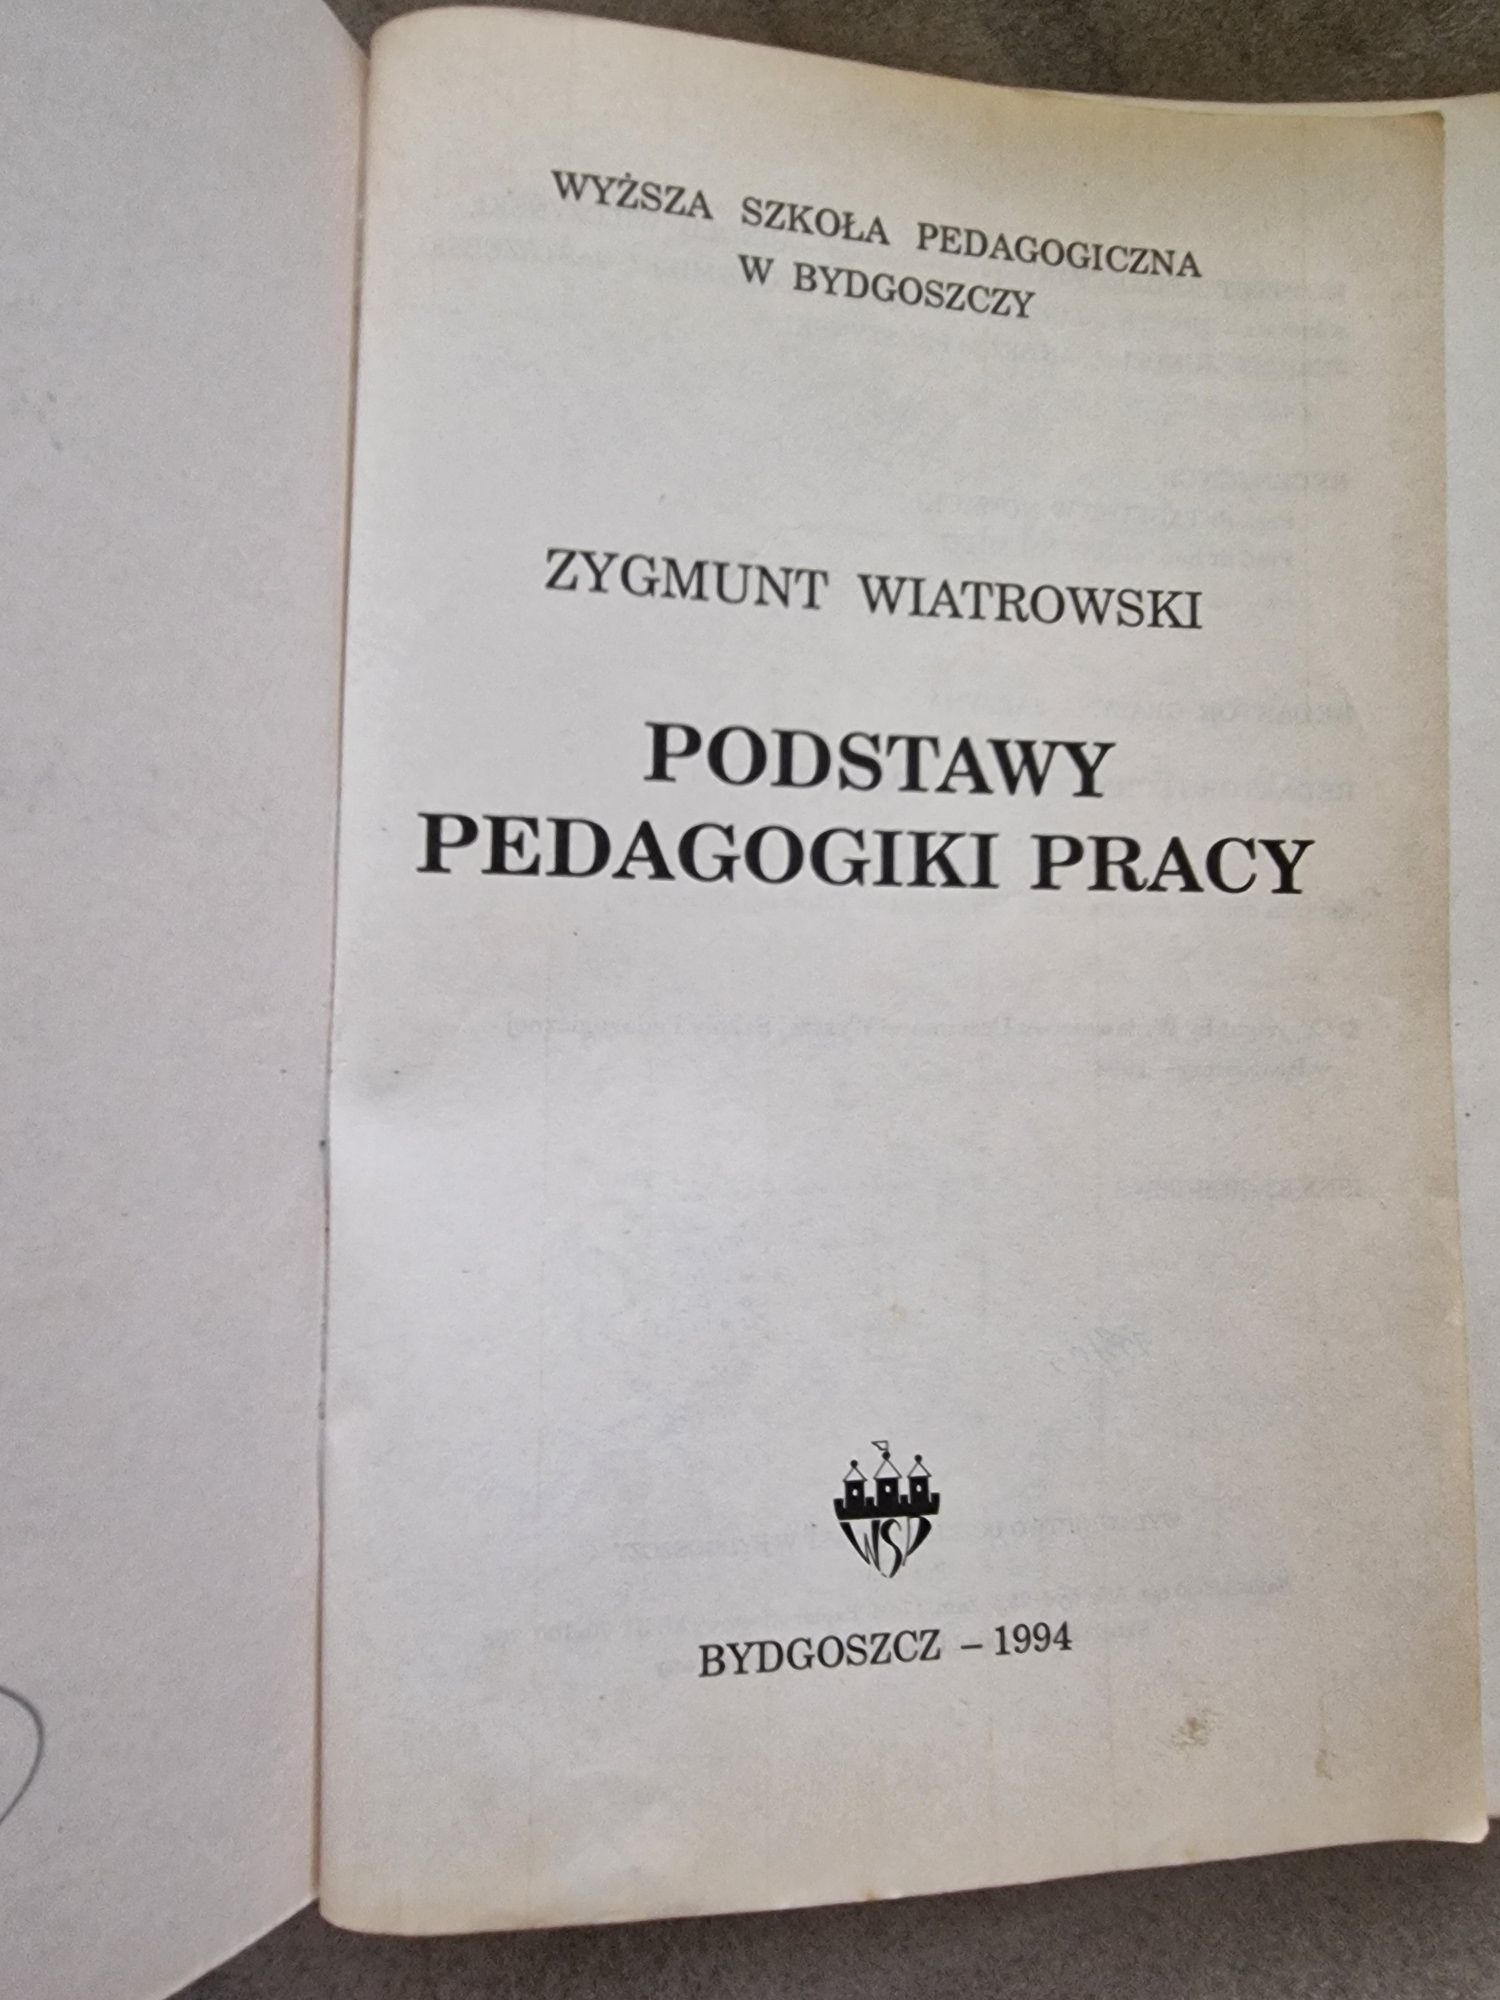 WYŻSZA SZKOŁA PEDAGOGICZNA
W BYDGOSZCZY
ZYGMUNT WIATROWSKI
PODSTAWY
PEDAGOGIKI PRACY
WSP
BYDGOSZCZ – 1994